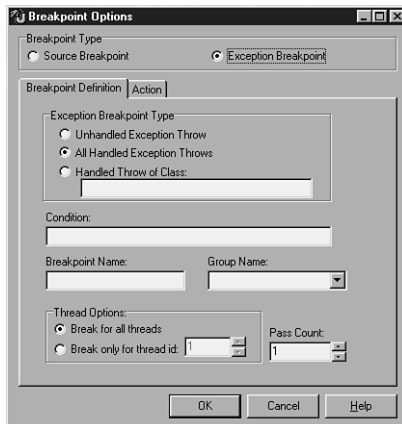 Breakpoint Options
Breakpoint Type
Source Breakpoint Exception Breakpoint
Breakpoint Definition Action
Exception Breakpoint Type
Unhandled Exception Throw
All Handled Exception Throws
Handled Throw of Class:
Condition:
Breakpoint Name: Group Name:
Thread Options:
Break for all threads
Pass Count:
Break only for thread id: 1
1
OK Cancel Help